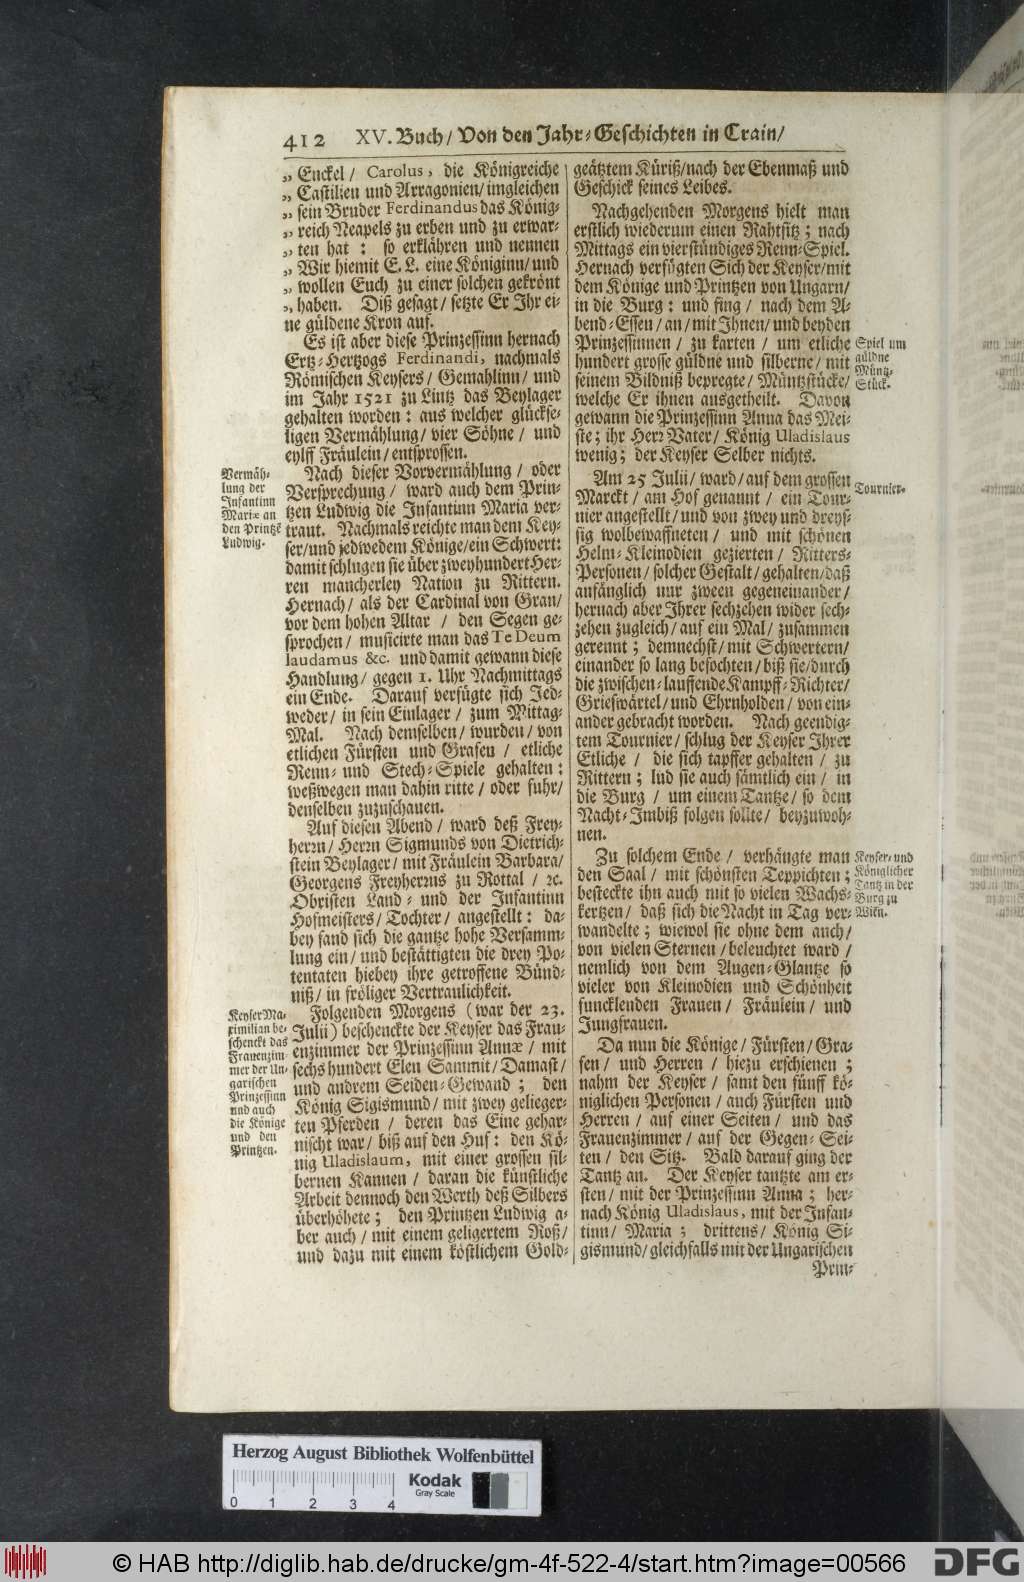 412 XV. Buch/ Von den Jahr-Geschichten in Crain/
„ Enckel/ Carolus, die Königreiche
„ Castilien und Arragonien/ imgleichen
„ sein Bruder Ferdinandus das König-
„ reich Neapels zu erben und zu erwar-
„ ten hat : so erklähren und nennen
„ Wir hiemit E. L. eine Königinn/ und
„ wollen Euch zu einer solchen gekrönt
„ haben. Diß gesagt/ setzte Er Ihr ei-
ne güldene Kron auf.
Es ist aber diese Prinzessinn hernach
Ertz-Hertzogs Ferdinandi, nachmals
Römischen Keysers/ Gemahlinn/ und
im Jahr 1521 zu Lintz das Beylager
gehalten worden: aus welcher glückse-
ligen Vermählung/ vier Söhne/ und
eylff Fräulein/ entsprossen.
Vermäh-
lung der
Infantinn
Mariæ an
den Printz
Ludwig.
Nach dieser Vorvermählung/ oder
Versprechung/ ward auch dem Prin-
tzen Ludwig die Infantinn Maria ver-
traut. Nachmals reichte man dem Key-
ser/ und jedwedem Könige/ ein Schwert:
damit schlugen sie über zweyhundert Her-
ren mancherley Nation zu Rittern.
Hernach/ als der Cardinal von Gran/
vor dem hohen Altar/ den Segen ge-
sprochen/ musicirte man das Te Deum
laudamus &c. und damit gewann diese
Handlung/ gegen 1. Uhr Nachmittags
ein Ende. Darauf verfügte sich Jed-
weder/ in sein Einlager/ zum Mittag-
Mal. Nach demselben/ wurden/ von
etlichen Fürsten und Grafen/ etliche
Renn- und Stech-Spiele gehalten:
weßwegen man dahin ritte/ oder fuhr/
denselben zuzuschauen.
Auf diesen Abend/ ward deß Frey-
herrn/ Herrn Sigmunds von Dietrich-
stein Beylager/ mit Fräulein Barbara/
Georgens Freyherrns zu Rottal/ ꝛc.
Obristen Land- und der Infantinn
Hofmeisters/ Tochter/ angestellt: da-
bey fand sich die gantze hohe Versamm-
lung ein/ und bestättigten die drey Po-
tentaten hiebey ihre getroffene Bünd-
niß/ in fröliger Vertraulichkeit.
Keyser Ma-
ximilian be-
schenckt das
Frauenzim-
mer der Un-
garischen
Prinzessinn
und auch
die Könige
und den
Printzen.
Folgenden Morgens (war der 23.
Julii) beschenckte der Keyser das Frau-
enzimmer der Prinzessinn Annæ/ mit
sechshundert Elen Sammit/ Damast/
und andrem Seiden-Gewand; den
König Sigismund/ mit zwey gelieger-
ten Pferden/ deren das Eine gehar-
nischt war/ biß auf den Huf: den Kö-
nig Uladislaum, mit einer grossen sil-
bernen Kannen/ daran die künstliche
Arbeit dennoch den Werth deß Silbers
überhöhete; den Printzen Ludwig a-
ber auch/ mit einem geligertem Roß/
und dazu mit einem köstlichem Gold-
geätztem Küriß/ nach der Ebenmaß und
Geschick seines Leibes.
Nachgehenden Morgens hielt man
erstlich wiederum einen Rahtsitz; nach
Mittags ein vierstündiges Renn-Spiel.
Hernach verfügten Sich der Keyser/ mit
dem Könige und Printzen von Ungarn/
in die Burg: und fing/ nach dem A-
bend-Essen/ an/ mit Ihnen/ und beyden
Prinzessinnen/ zu karten/ um etliche
hundert grosse güldne und silberne/ mit
seinem Bildniß bepregte/ Müntzstücke/
welche Er ihnen ausgetheilt. Davon
gewann die Prinzessinn Anna das Mei-
ste; ihr Herr Vater/ König Uladislaus
wenig; der Keyser Selber nichts.
Spiel um
güldne
Müntz-
Stück.
Am 25 Julii/ ward/ auf dem grossen
Marckt/ am Hof genannt/ ein Tour-
nier angestellt/ und von zwey und dreys-
sig wolbewaffneten/ und mit schönen
Helm-Kleinodien gezierten/ Ritters-
Personen/ solcher Gestalt/ gehalten/ daß
anfänglich nur zween gegeneinander/
hernach aber Ihrer sechzehen wider sech-
zehen zugleich/ auf ein Mal/ zusammen
gerennt; demnechst/ mit Schwertern/
einander so lang befochten/ biß sie/ durch
die zwischen-lauffende Kampff-Richter/
Grieswärtel/ und Ehrnholden/ von ein-
ander gebracht worden. Nach geendig-
tem Tournier/ schlug der Keyser Ihrer
Etliche/ die sich tapffer gehalten/ zu
Rittern; lud sie auch sämtlich ein/ in
die Burg/ um einem Tantze/ so dem
Nacht-Imbiß folgen sollte/ beyzuwoh-
nen.
Tournier.
Zu solchem Ende/ verhängte man
den Saal/ mit schönsten Teppichten;
besteckte ihn auch mit so vielen Wachs-
kertzen/ daß sich die Nacht in Tag ver-
wandelte; wiewol sie ohne dem auch/
von vielen Sternen/ beleuchtet ward/
nemlich von dem Augen-Glantze so
vieler von Kleinodien und Schönheit
funcklenden Frauen/ Fräulein/ und
Jungfrauen.
Keyser- und
Königlicher
Tantz in der
Burg zu
Wien.
Da nun die Könige/ Fürsten/ Gra-
fen/ und Herren/ hiezu erschienen;
nahm der Keyser/ samt den fünff kö-
niglichen Personen/ auch Fürsten und
Herren/ auf einer Seiten/ und das
Frauenzimmer/ auf der Gegen-Sei-
ten/ den Sitz. Bald darauf ging der
Tantz an. Der Keyser tantzte am er-
sten/ mit der Prinzessinn Anna; her-
nach König Uladislaus, mit der Infan-
tinn/ Maria; drittens/ König Si-
gismund/ gleichfalls mit der Ungarischen
Prin-
Herzog August Bibliothek Wolfenbüttel
0 1 2 3 4
Kodak
Gray Scale
© HAB http://diglib.hab.de/drucke/gm-4f-522-4/start.htm?image=00566
DFG